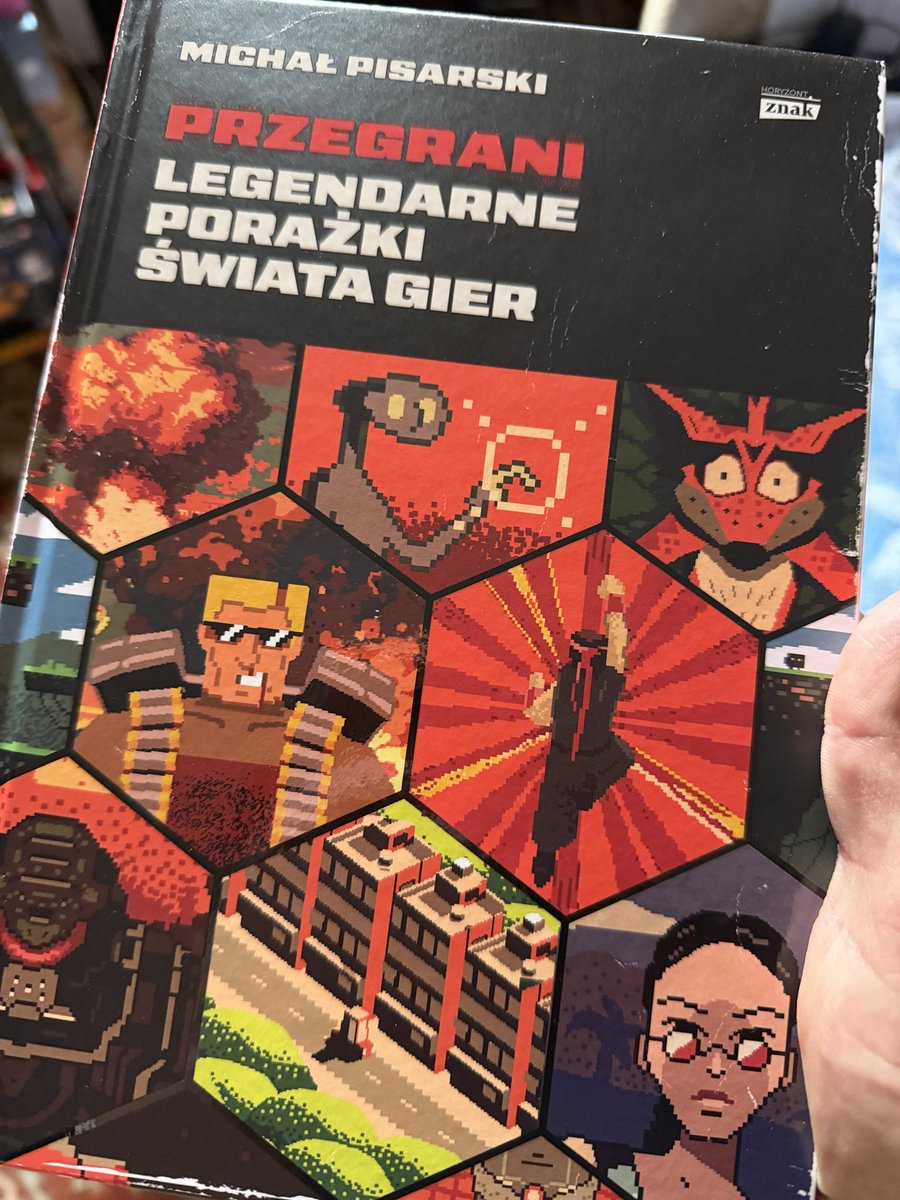 MICHAŁ PISARSKI
HORYZONT
znak
PRZEGRANI
LEGENDARNE
PORAŻKI
ŚWIATA GIER